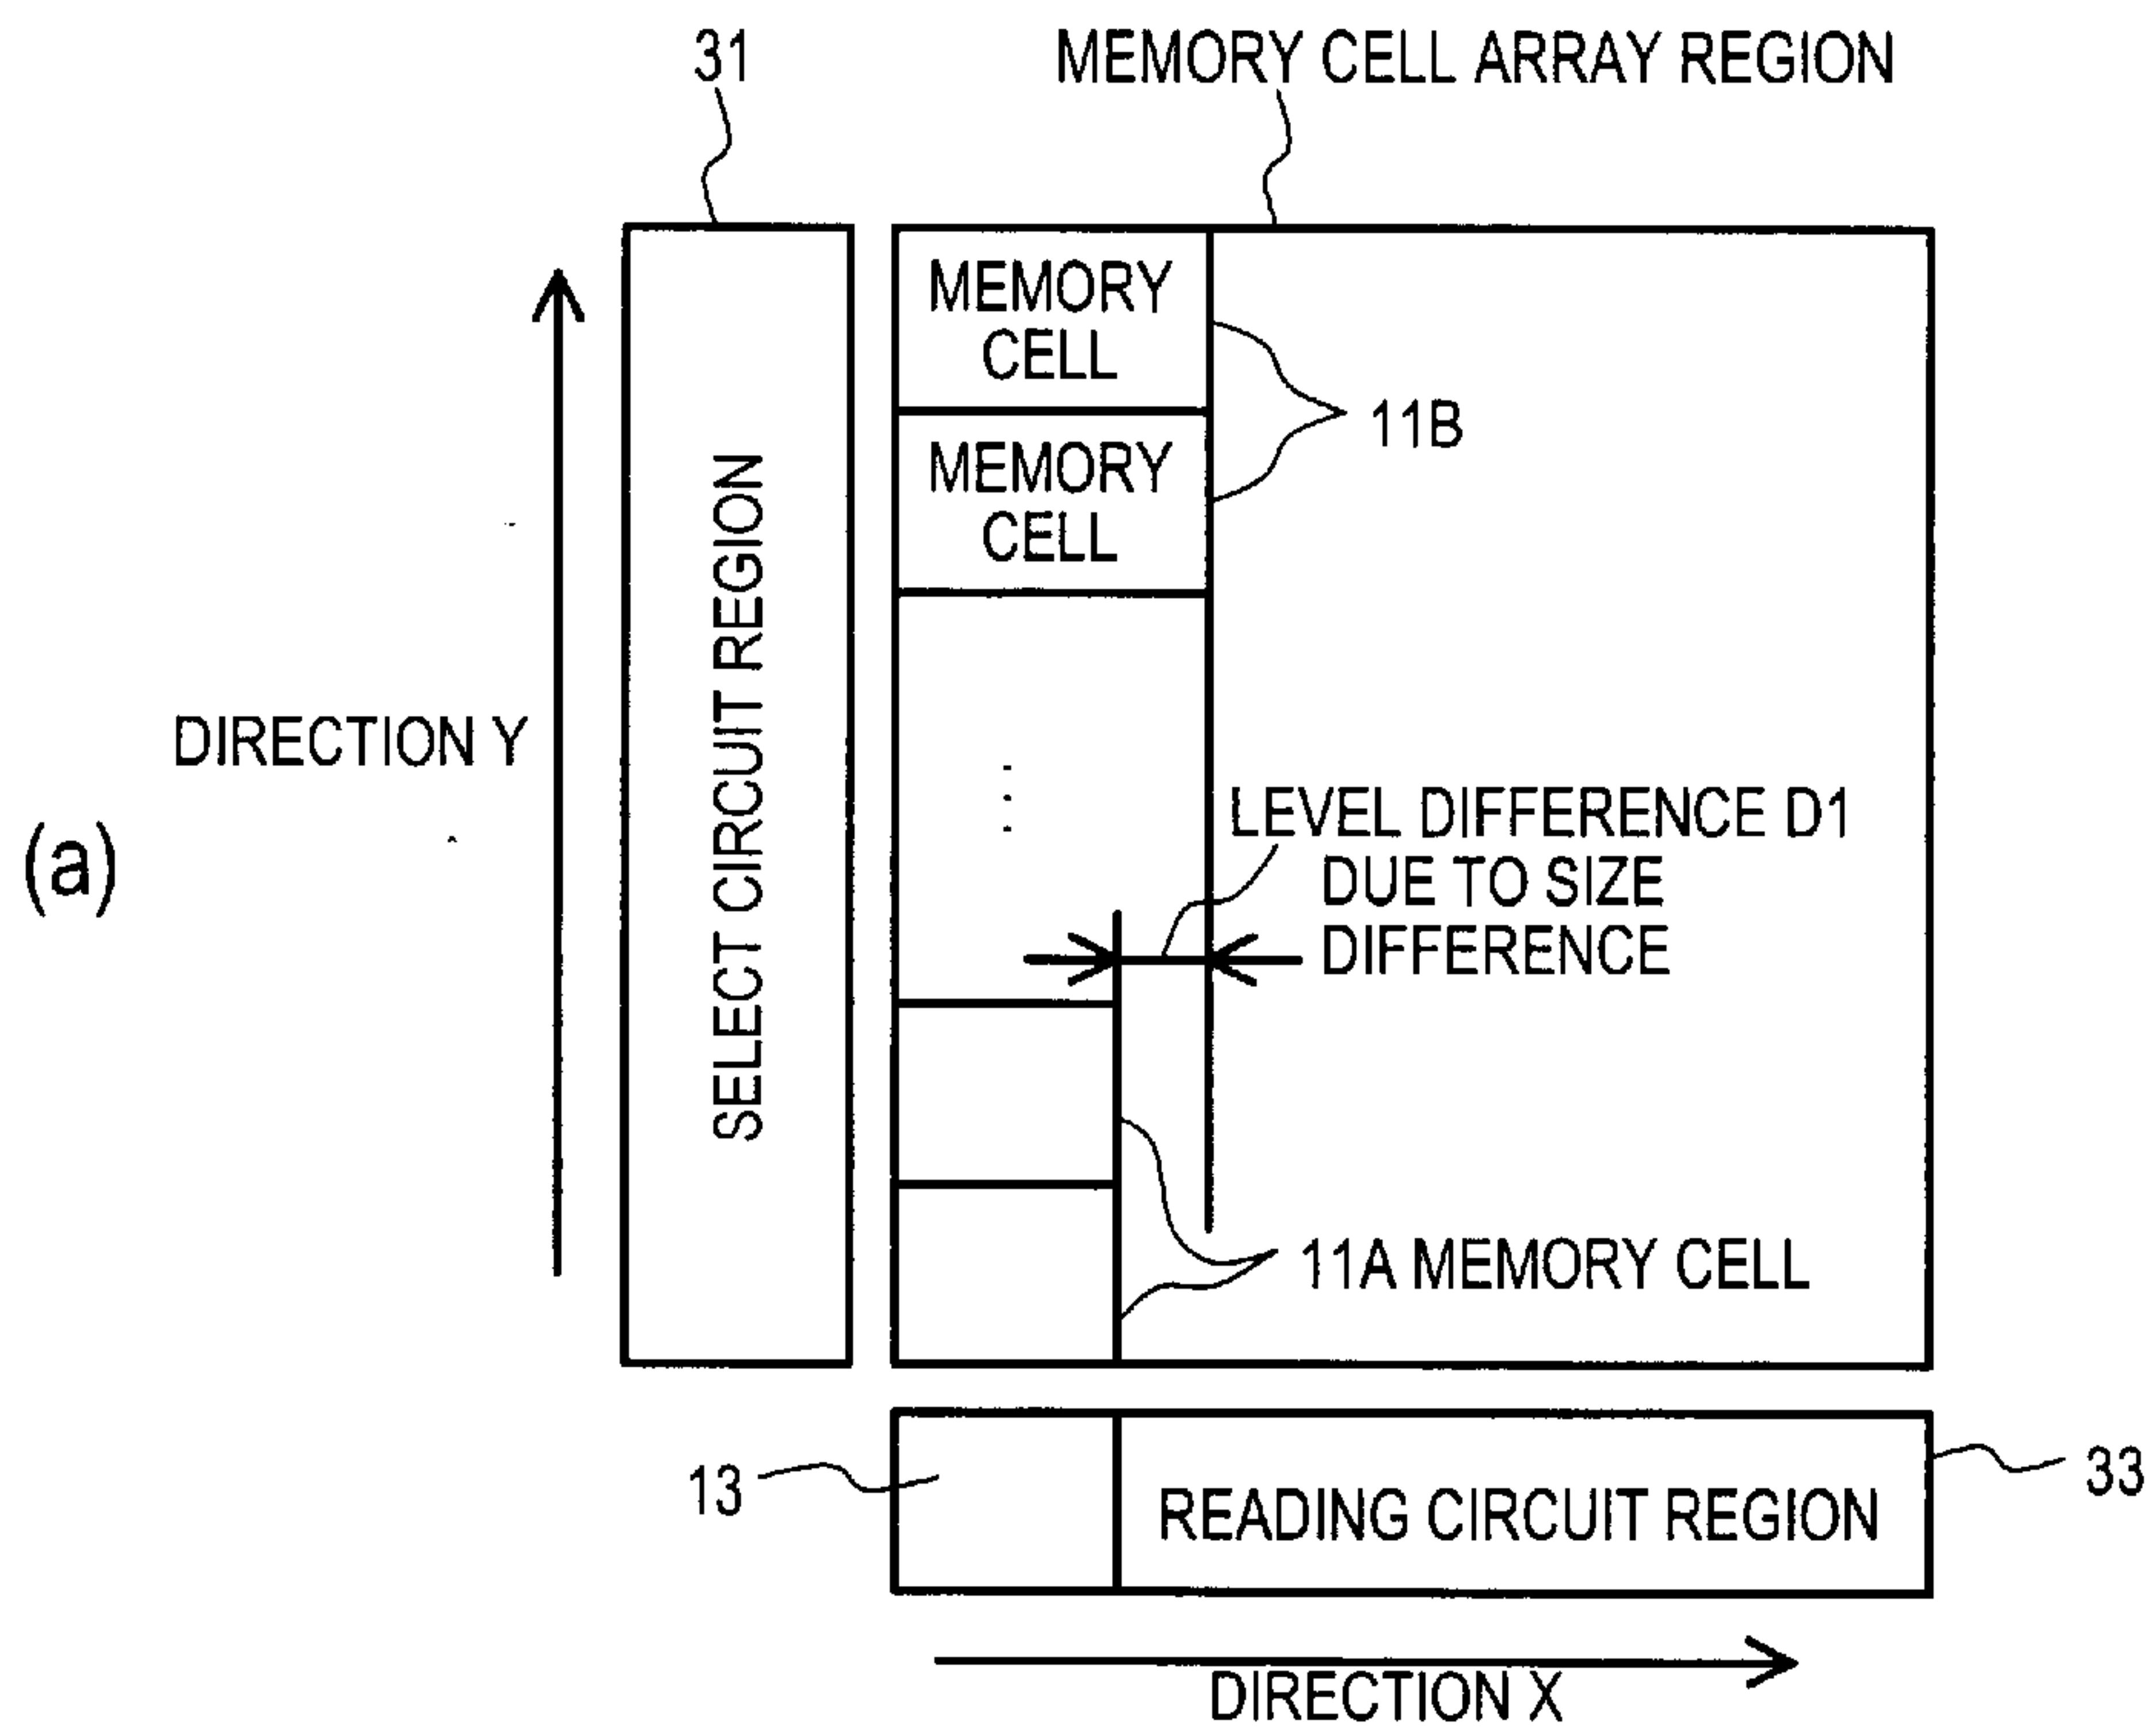 31
MEMORY CELL ARRAY REGION
MEMORY
CELL
11B
MEMORY
CELL
SELECT CIRCUIT REGION
DIRECTION Y
(a)
LEVEL DIFFERENCE D1
DUE TO SIZE
DIFFERENCE
11A MEMORY CELL
13
READING CIRCUIT REGION
33
DIRECTION X